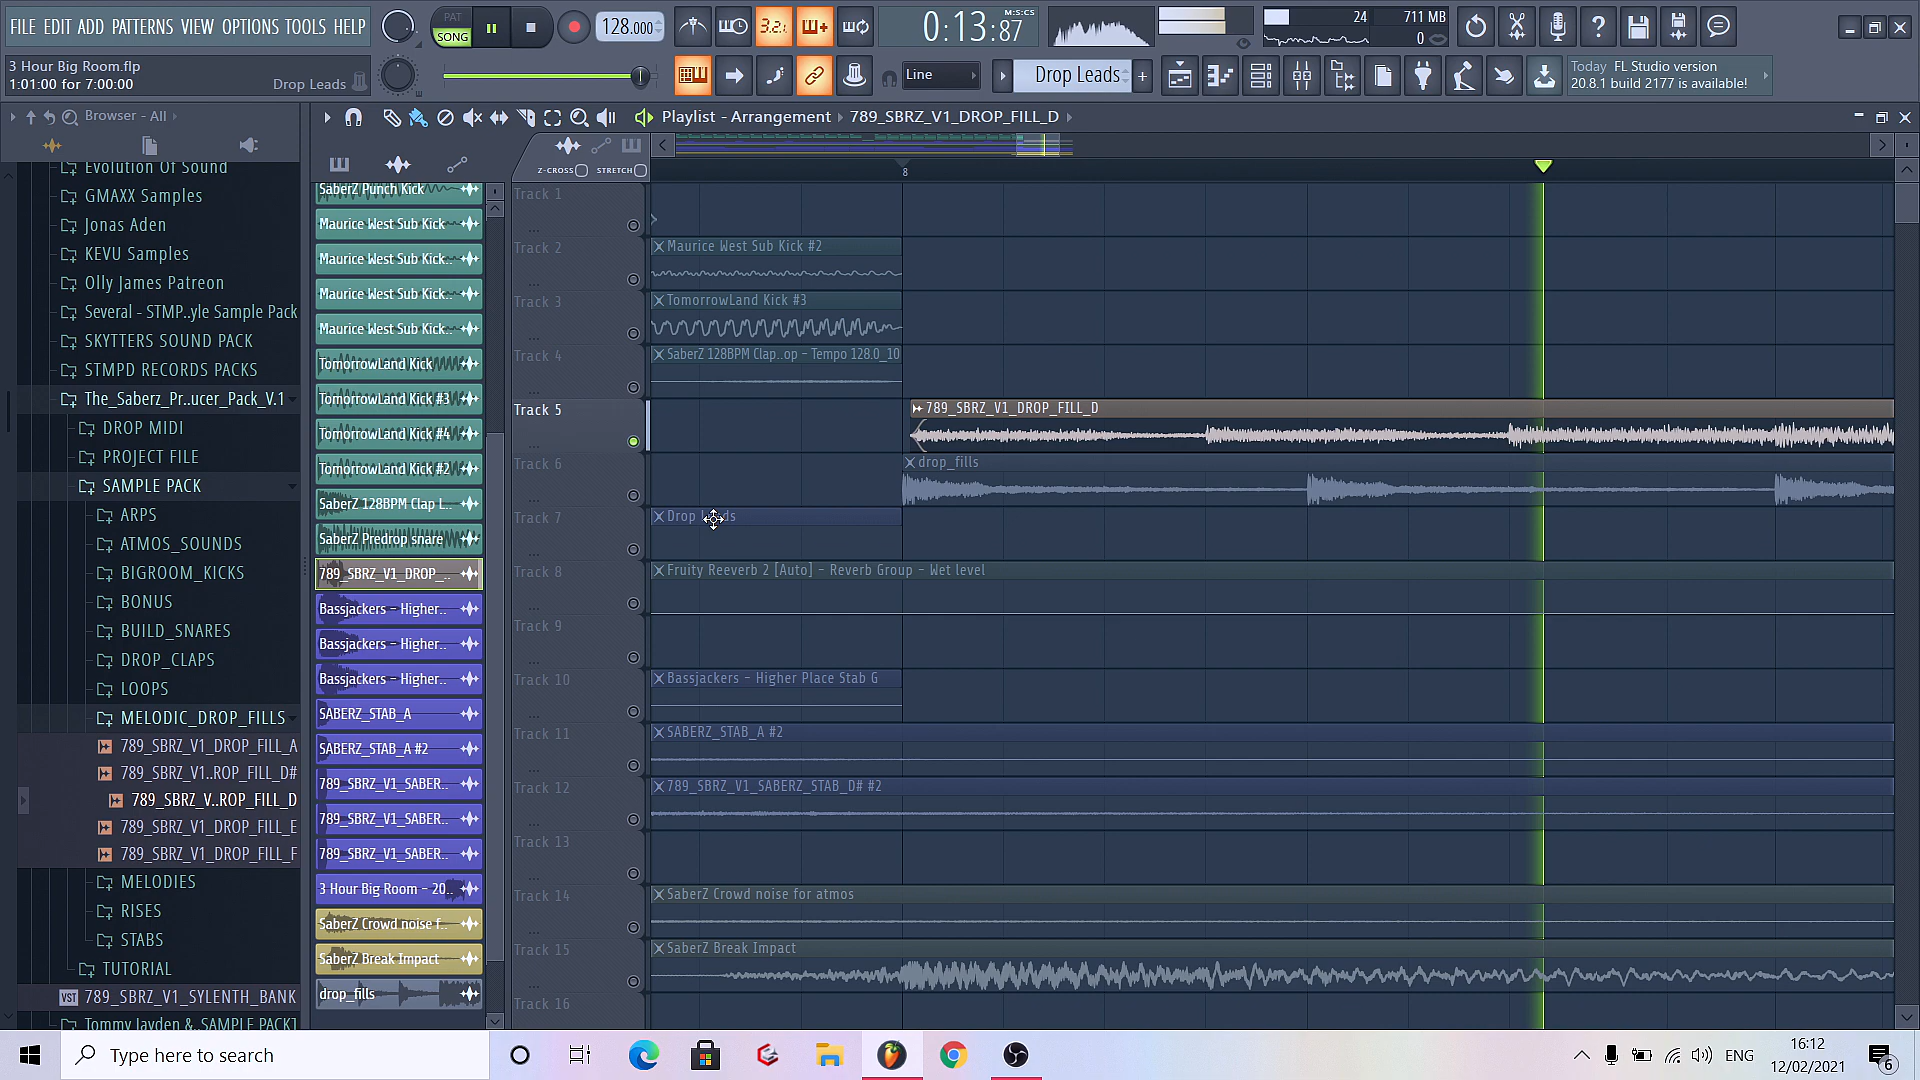 FILE EDIT ADD PATTERNS VIEW OPTIONS TOOLS HELP
PAT
SONG
128.000
3.2.
0:13:87
M:S:CS
24
711 MB
0
3 Hour Big Room.flp
1:01:00 for 7:00:00
Drop Leads
Line
Drop Leads
+
Today FL Studio version
20.8.1 build 2177 is available!
Browser - All
Playlist - Arrangement
789_SBRZ_V1_DROP_FILL_D
Z-CROSS
STRETCH
8
Evolution Of Sound
GMAXX Samples
Jonas Aden
KEVU Samples
Olly James Patreon
Several - STMP..yle Sample Pack
SKYTTERS SOUND PACK
STMPD RECORDS PACKS
The_Saberz_Pr..ucer_Pack_V.1
DROP MIDI
PROJECT FILE
SAMPLE PACK
ARPS
ATMOS_SOUNDS
BIGROOM_KICKS
BONUS
BUILD_SNARES
DROP_CLAPS
LOOPS
MELODIC_DROP_FILLS
789_SBRZ_V1_DROP_FILL_A
789_SBRZ_V1..ROP_FILL_D#
789_SBRZ_V..ROP_FILL_D
789_SBRZ_V1_DROP_FILL_E
789_SBRZ_V1_DROP_FILL_F
MELODIES
RISES
STABS
TUTORIAL
VST
789_SBRZ_V1_SYLENTH_BANK
Tommy Jayden &..SAMPLE PACK]
SaberZ Punch Kick
Maurice West Sub Kick
Maurice West Sub Kick..
Maurice West Sub Kick..
Maurice West Sub Kick..
TomorrowLand Kick
TomorrowLand Kick #3
TomorrowLand Kick #4
TomorrowLand Kick #2
SaberZ 128BPM Clap L..
SaberZ Predrop snare
789_SBRZ_V1_DROP_..
Bassjackers - Higher..
Bassjackers - Higher..
Bassjackers - Higher..
SABERZ_STAB_A
SABERZ_STAB_A #2
789_SBRZ_V1_SABER..
789_SBRZ_V1_SABER..
789_SBRZ_V1_SABER..
3 Hour Big Room - 20..
SaberZ Crowd noise f..
SaberZ Break Impact
drop_fills
Track 1
Track 2
Maurice West Sub Kick #2
Track 3
TomorrowLand Kick #3
Track 4
SaberZ 128BPM Clap..op - Tempo 128.0_10
Track 5
789_SBRZ_V1_DROP_FILL_D
Track 6
drop_fills
Track 7
Drop
Track 8
Fruity Reeverb 2 [Auto] - Reverb Group - Wet level
Track 9
Track 10
Bassjackers - Higher Place Stab G
Track 11
SABERZ_STAB_A #2
Track 12
789_SBRZ_V1_SABERZ_STAB_D# #2
Track 13
Track 14
SaberZ Crowd noise for atmos
Track 15
SaberZ Break Impact
Track 16
Type here to search
ENG
16:12
12/02/2021
6